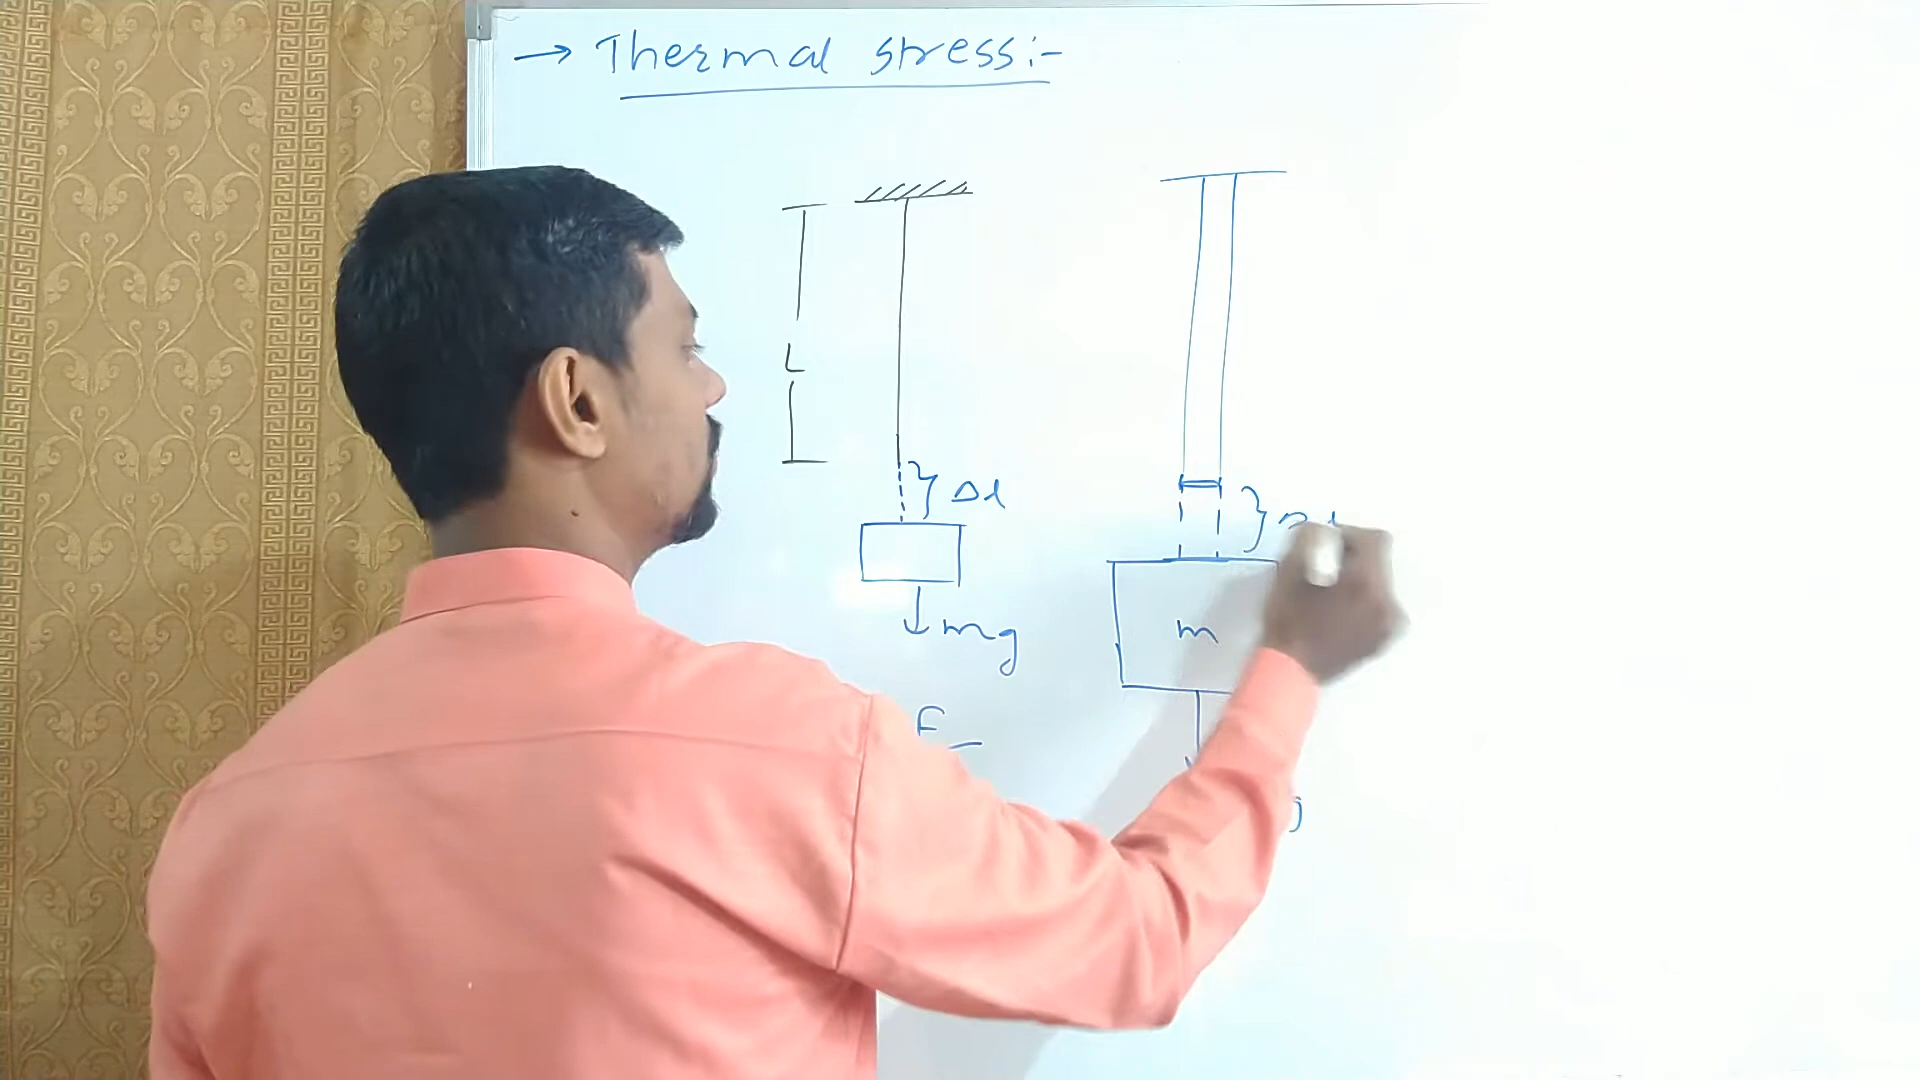 → Thermal stress:-
L
Δl
mg
m
F